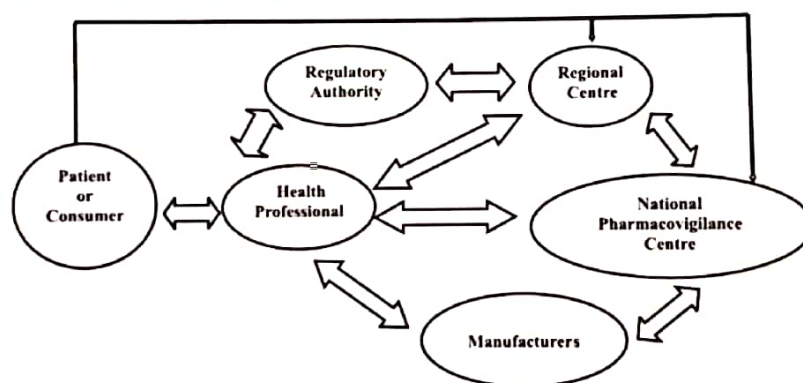 Regulatory
Authority
Regional
Centre
Patient
or
Consumer
Health
Professional
National
Pharmacovigilance
Centre
Manufacturers